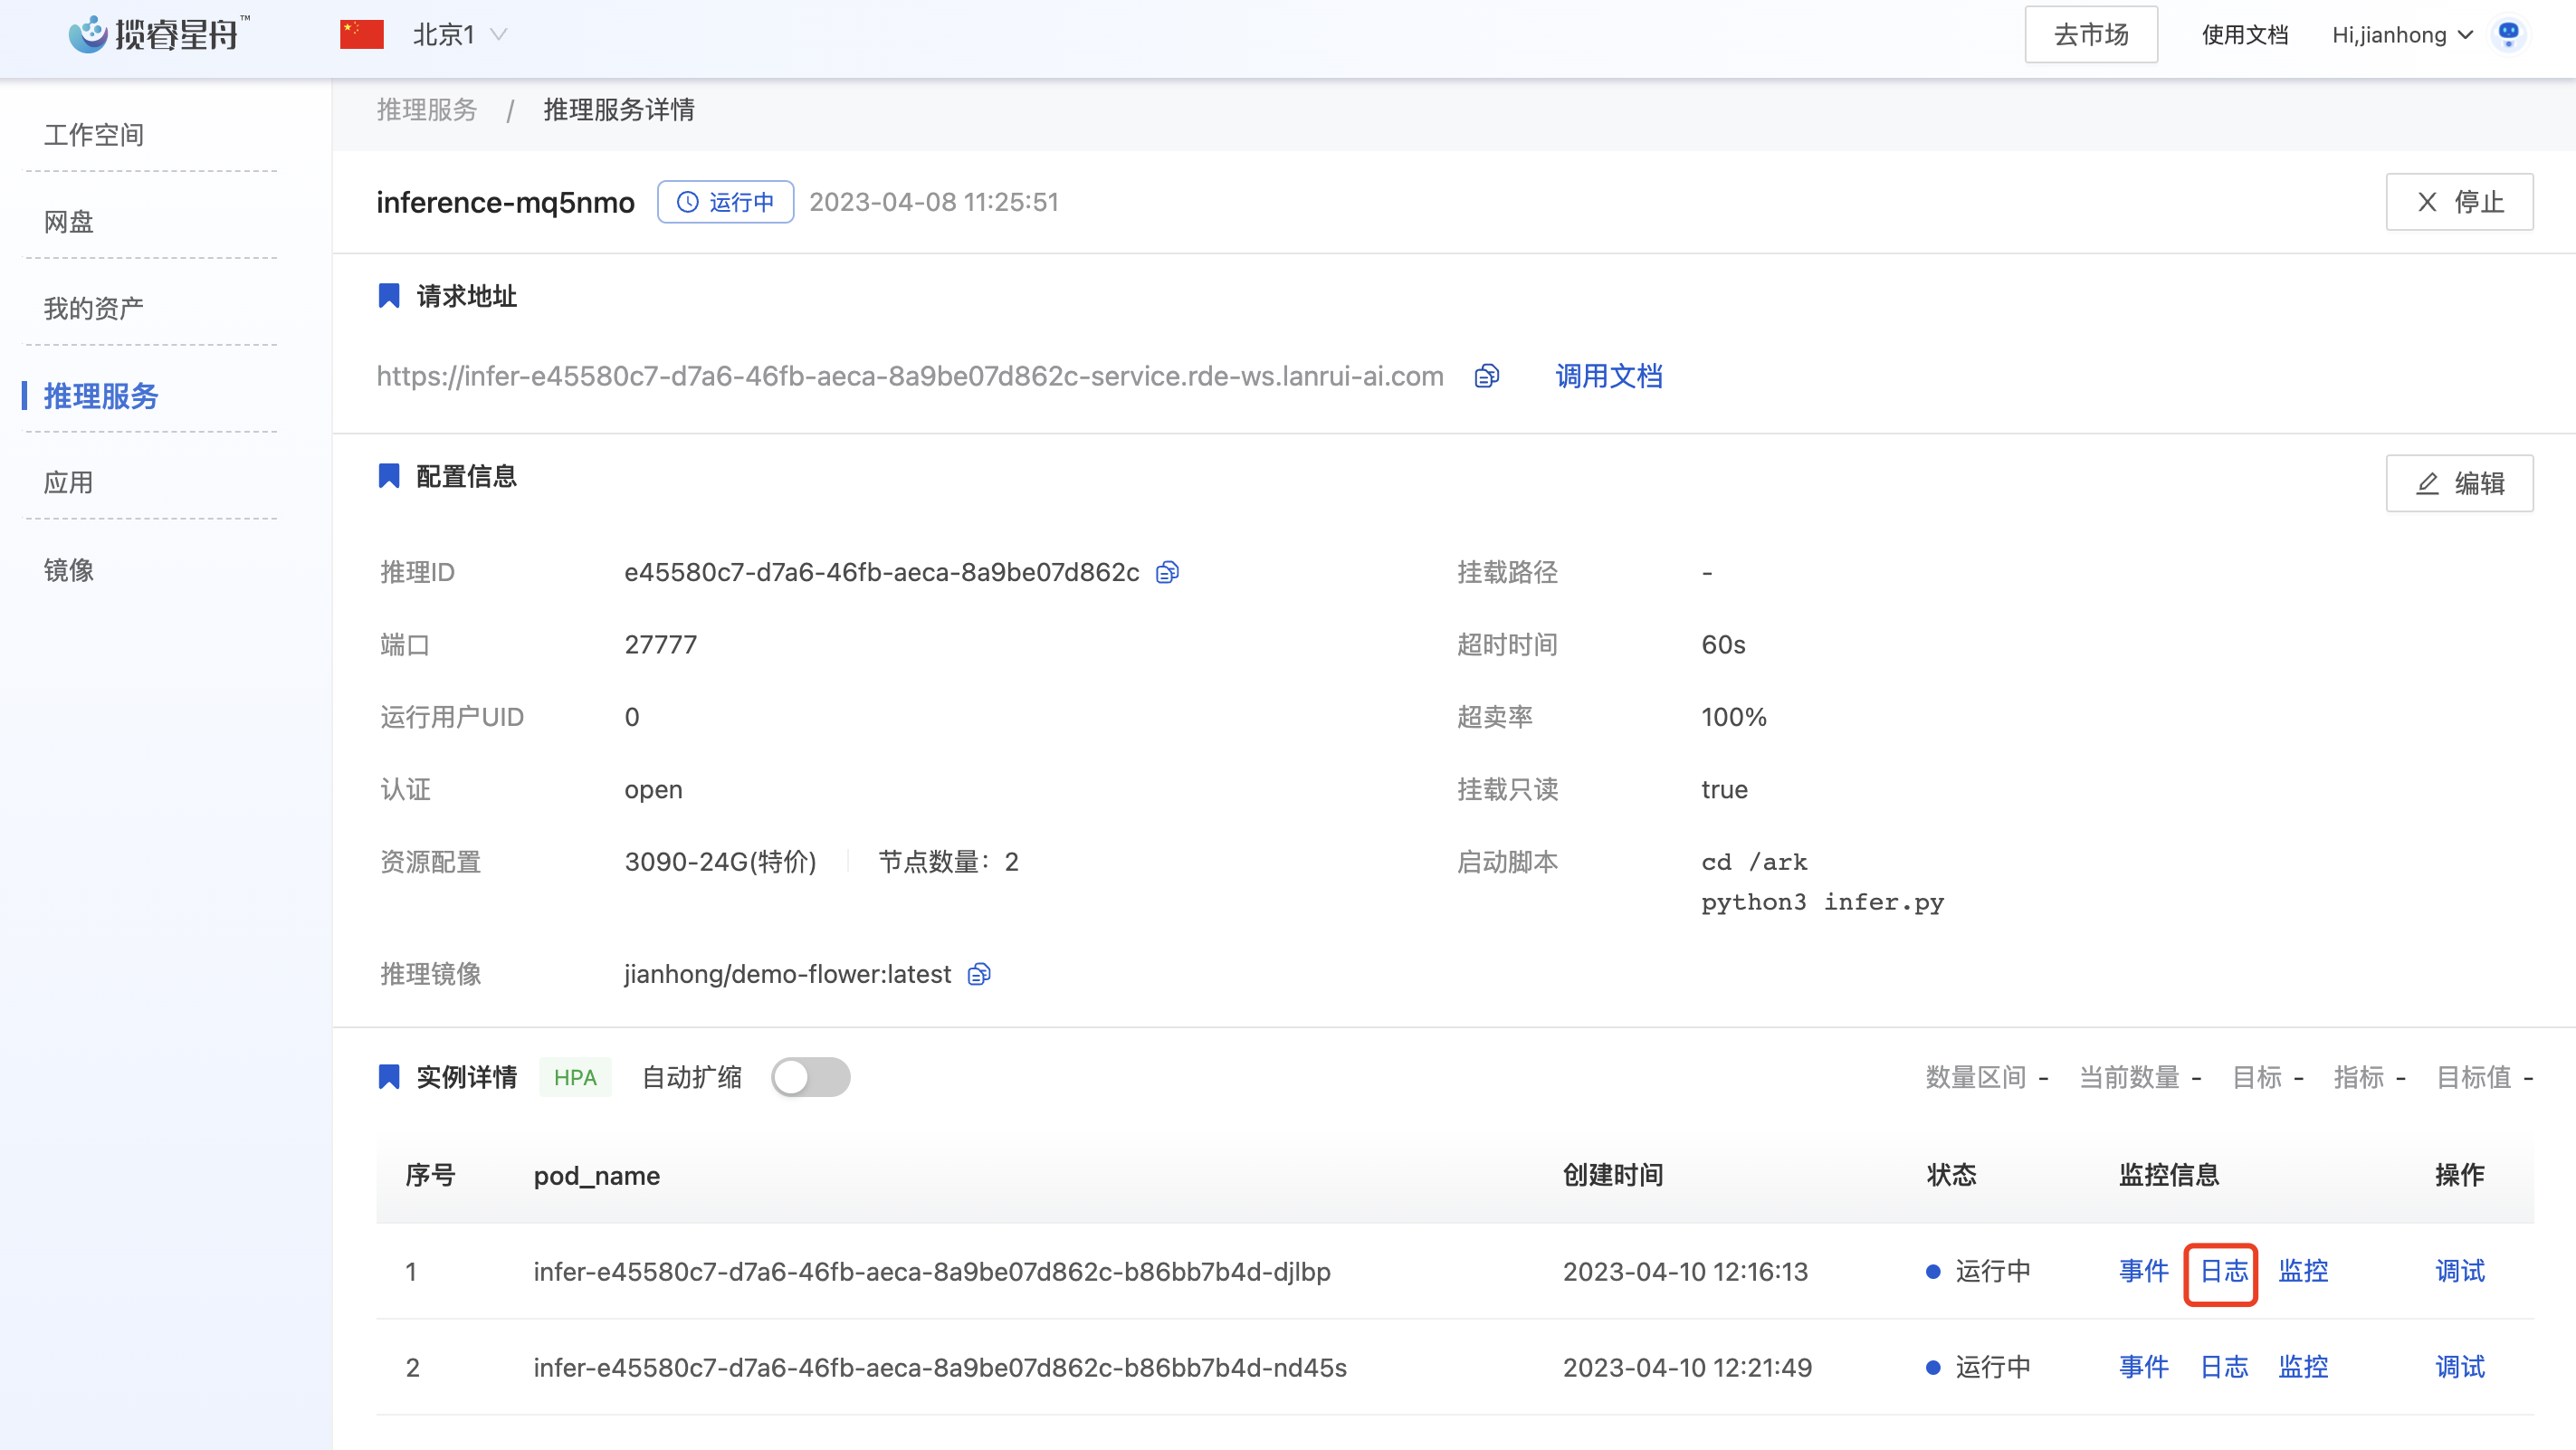 揽睿星舟™
北京1
去市场
使用文档
Hi,jianhong
工作空间
网盘
我的资产
推理服务
应用
镜像
推理服务 / 推理服务详情
inference-mq5nmo 运行中 2023-04-08 11:25:51
停止
请求地址
https://infer-e45580c7-d7a6-46fb-aeca-8a9be07d862c-service.rde-ws.lanrui-ai.com 调用文档
配置信息
编辑
推理ID e45580c7-d7a6-46fb-aeca-8a9be07d862c
挂载路径 -
端口 27777
超时时间 60s
运行用户UID 0
超卖率 100%
认证 open
挂载只读 true
资源配置 3090-24G(特价) 节点数量：2
启动脚本 cd /ark
python3 infer.py
推理镜像 jianhong/demo-flower:latest
实例详情 HPA 自动扩缩
数量区间 - 当前数量 - 目标 - 指标 - 目标值 -
序号 pod_name 创建时间 状态 监控信息 操作
1 infer-e45580c7-d7a6-46fb-aeca-8a9be07d862c-b86bb7b4d-djlbp 2023-04-10 12:16:13 运行中 事件 日志 监控 调试
2 infer-e45580c7-d7a6-46fb-aeca-8a9be07d862c-b86bb7b4d-nd45s 2023-04-10 12:21:49 运行中 事件 日志 监控 调试